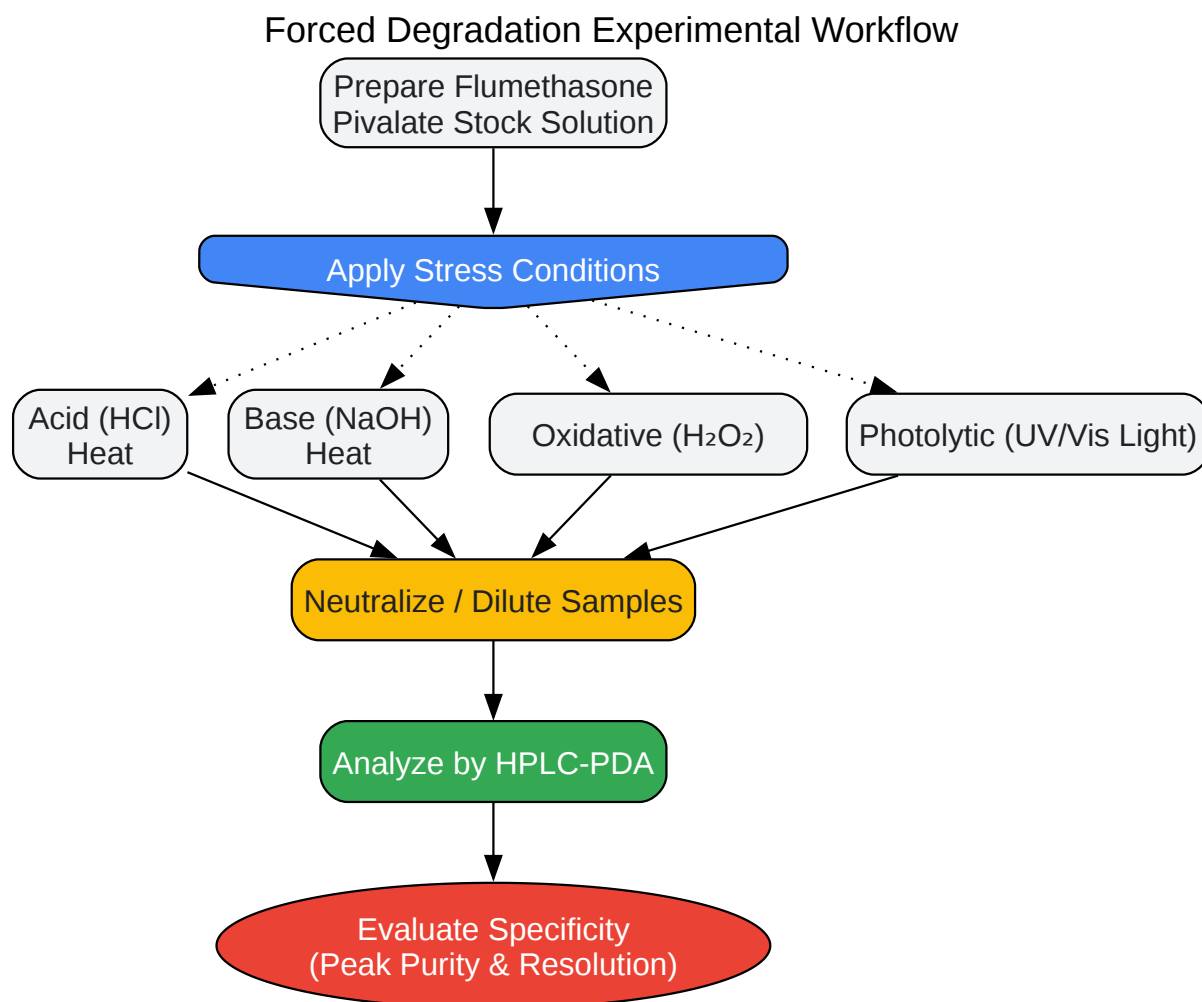 Forced Degradation Experimental Workflow
Prepare Flumethasone
Pivalate Stock Solution
Apply Stress Conditions
Acid (HCl)
Heat
Base (NaOH)
Heat
Oxidative (H₂O₂)
Photolytic (UV/Vis Light)
Neutralize / Dilute Samples
Analyze by HPLC-PDA
Evaluate Specificity
(Peak Purity & Resolution)